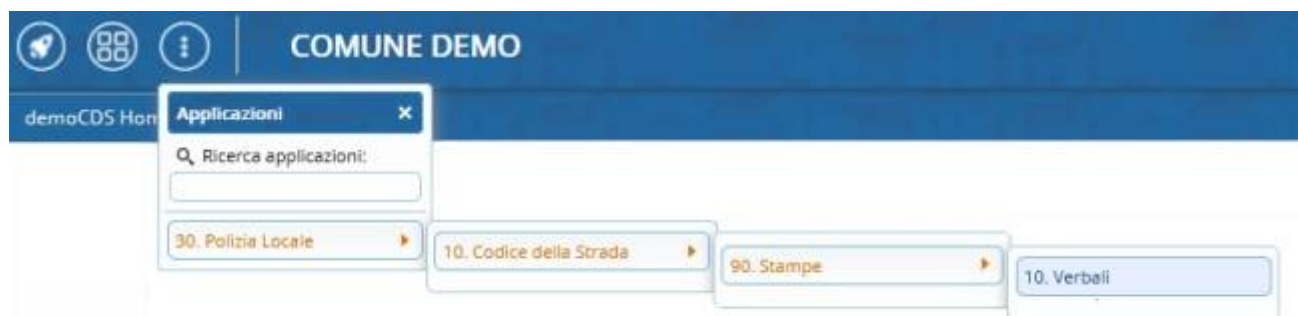 COMUNE DEMO
demoCDS Hom
Applicazioni
Ricerca applicazioni:
30. Polizia Locale
10. Codice della Strada
90. Stampe
10. Verbali